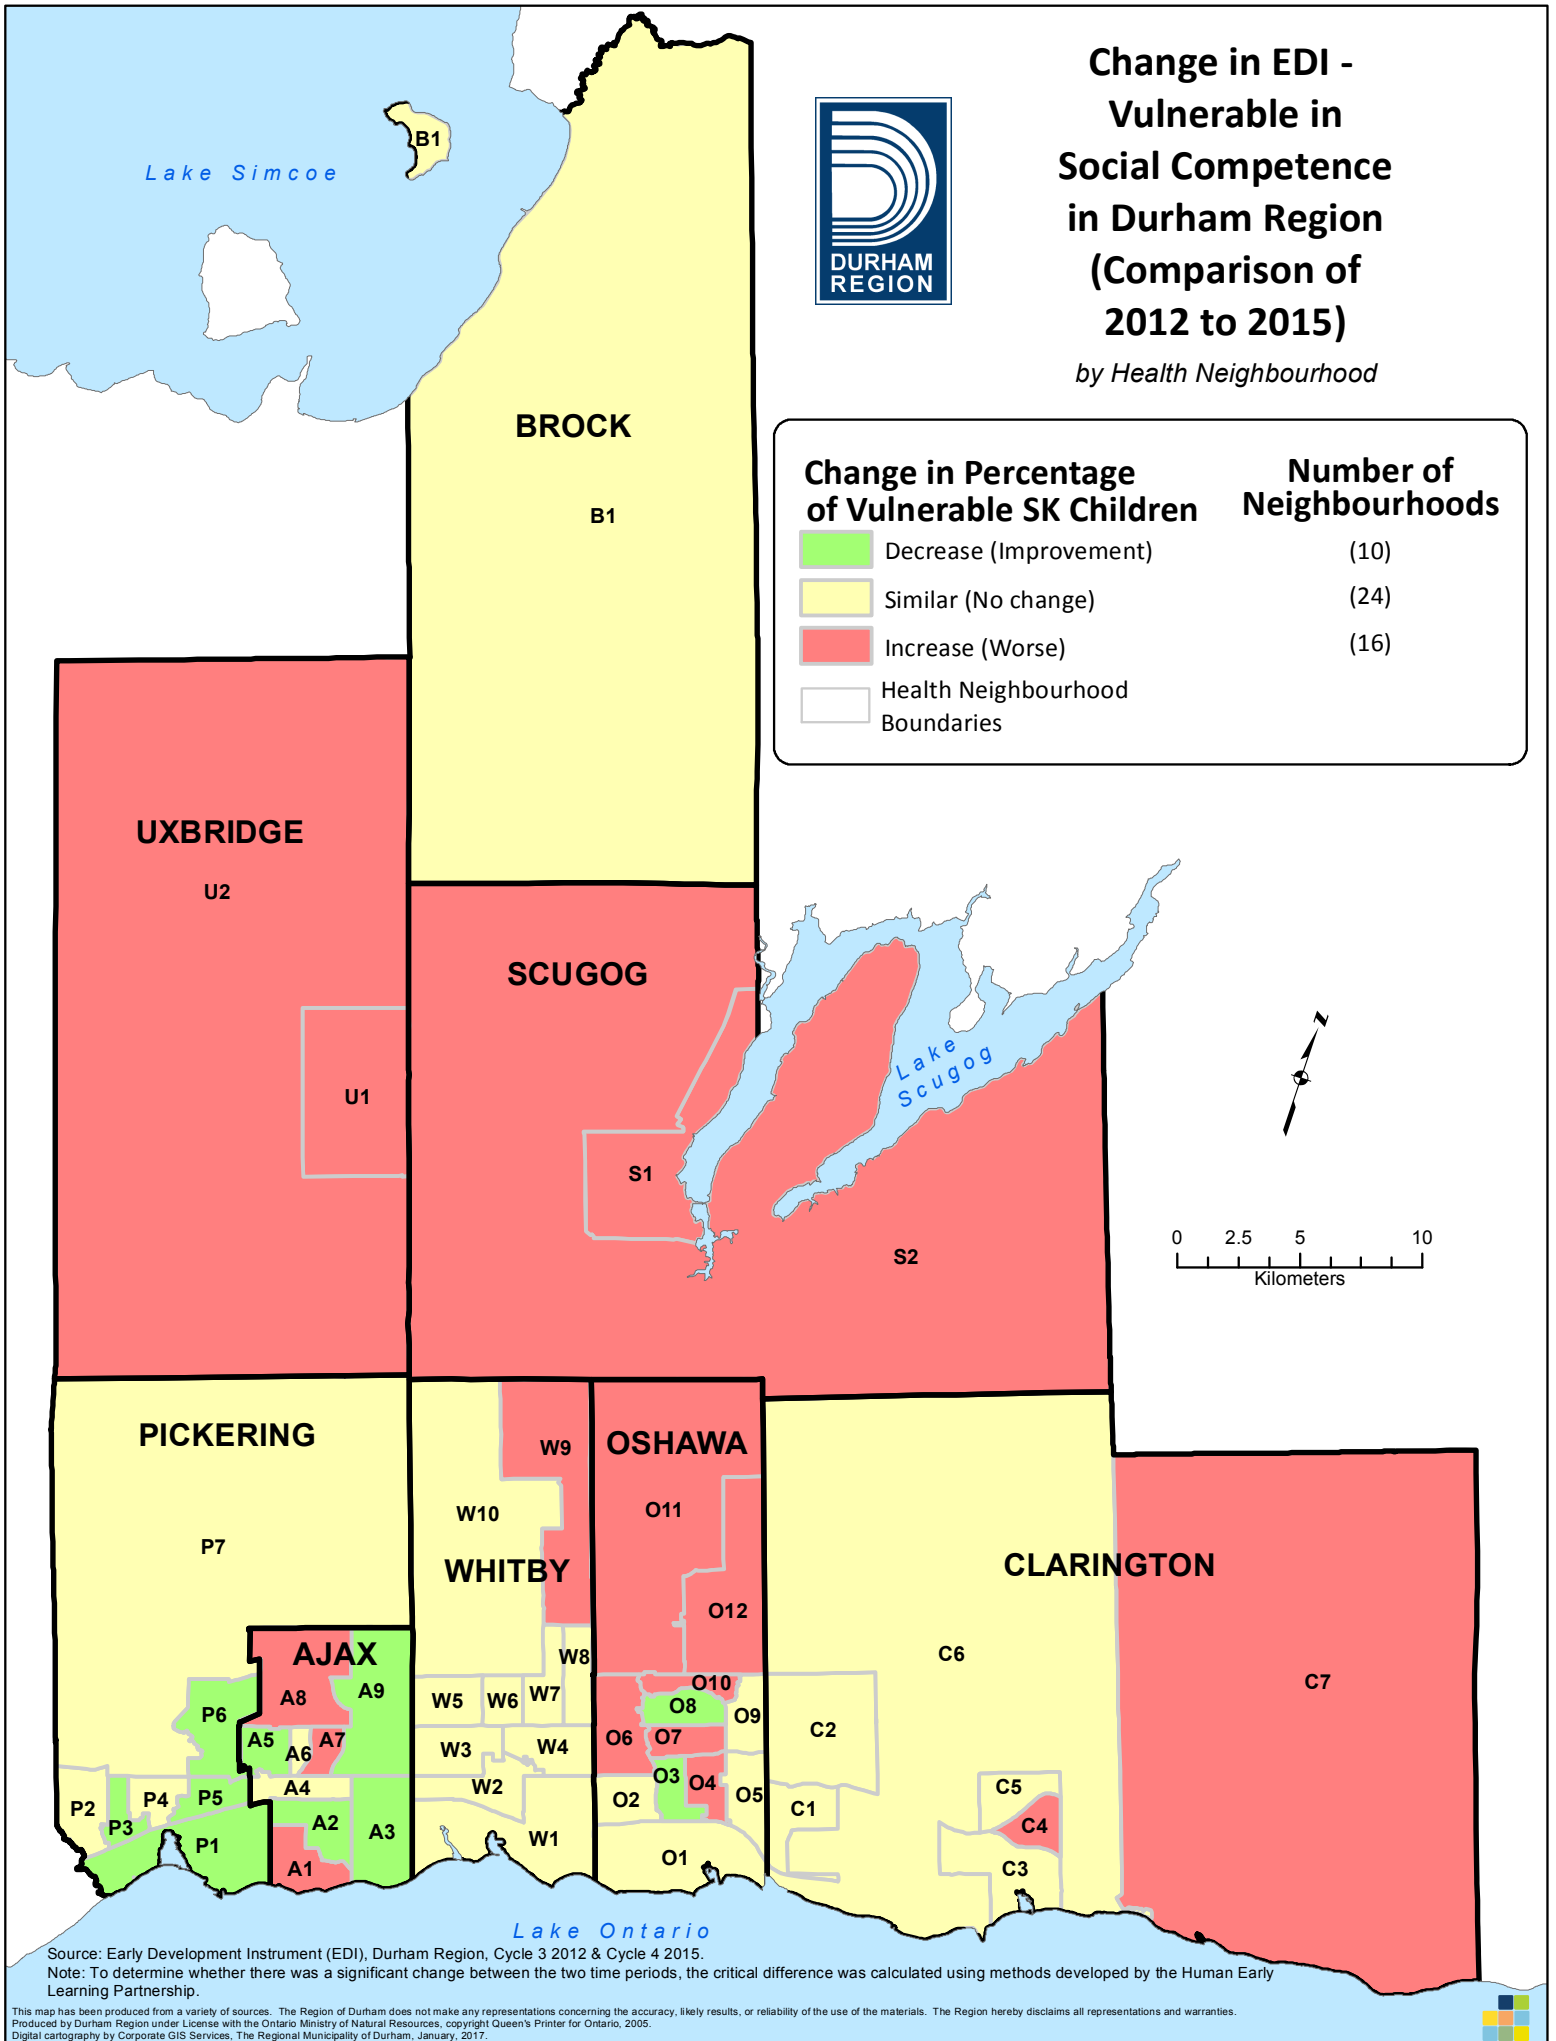 Change in EDI -
Vulnerable in
Social Competence
in Durham Region
(Comparison of
2012 to 2015)
by Health Neighbourhood
DURHAM
REGION
B1
Lake Simcoe
BROCK
B1
Change in Percentage
of Vulnerable SK Children
Number of
Neighbourhoods
Decrease (Improvement)
(10)
Similar (No change)
(24)
Increase (Worse)
(16)
Health Neighbourhood
Boundaries
UXBRIDGE
U2
U1
SCUGOG
S1
S2
Lake
Scugog
N
0 2.5 5 10
Kilometers
PICKERING
P7
P6
P2
P3
P4
P5
P1
AJAX
A8
A9
A5
A6
A7
A4
A2
A3
A1
W9
W10
WHITBY
W8
W5
W6
W7
W3
W4
W2
W1
OSHAWA
O11
O12
O10
O8
O9
O6
O7
O3
O4
O2
O5
O1
CLARINGTON
C6
C7
C2
C1
C5
C4
C3
Lake Ontario
Source: Early Development Instrument (EDI), Durham Region, Cycle 3 2012 & Cycle 4 2015.
Note: To determine whether there was a significant change between the two time periods, the critical difference was calculated using methods developed by the Human Early
Learning Partnership.
This map has been produced from a variety of sources. The Region of Durham does not make any representations concerning the accuracy, likely results, or reliability of the use of the materials. The Region hereby disclaims all representations and warranties.
Produced by Durham Region under License with the Ontario Ministry of Natural Resources, copyright Queen's Printer for Ontario, 2005.
Digital cartography by Corporate GIS Services, The Regional Municipality of Durham, January, 2017.